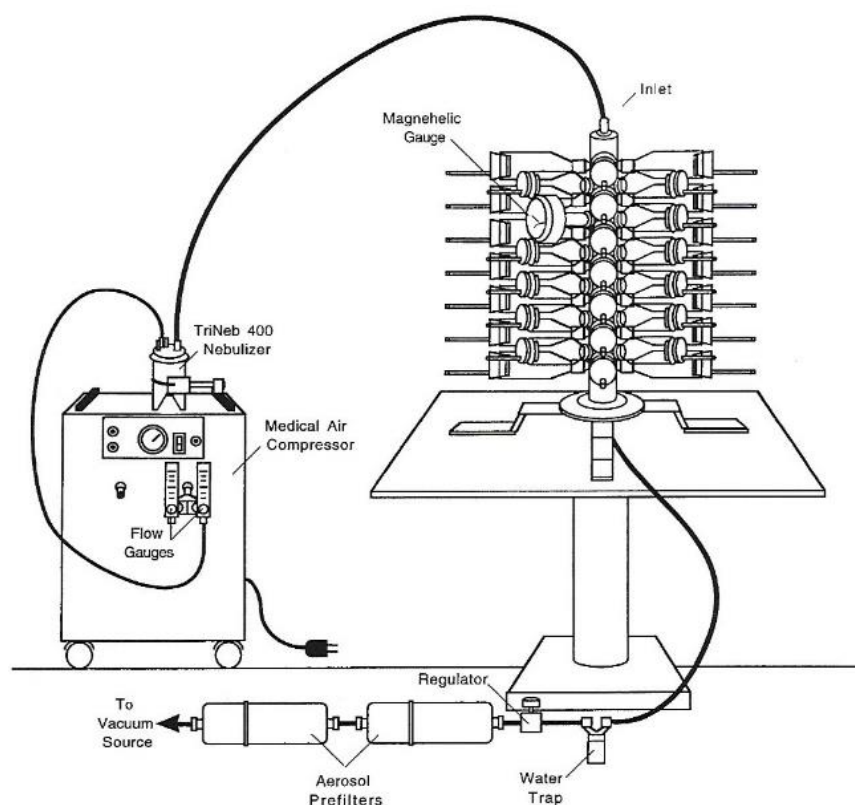 Inlet
Magnehelic
Gauge
TriNeb 400
Nebulizer
Medical Air
Compressor
Flow
Gauges
Regulator
To
Vacuum
Source
Aerosol
Prefilters
Water
Trap